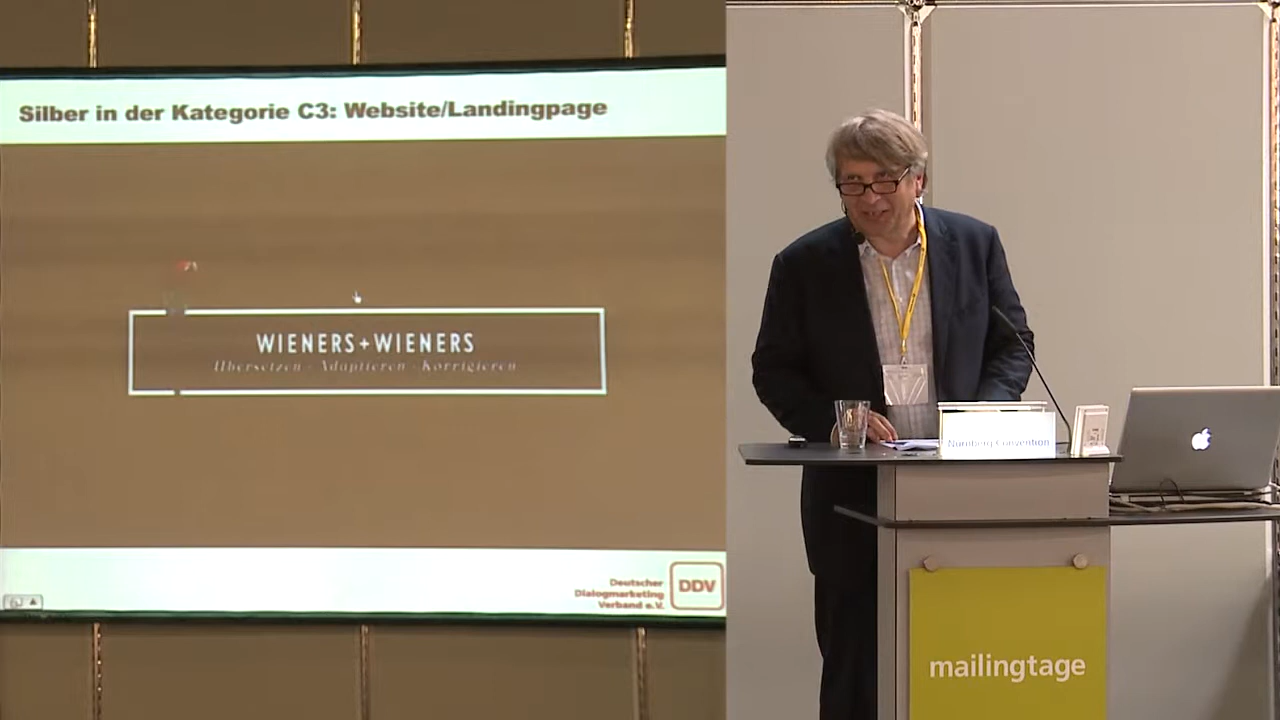 Silber in der Kategorie C3: Website/Landingpage
WIENERS+WIENERS
Übersetzen · Adaptieren · Korrigieren
Deutscher
Dialogmarketing
Verband e.V.
DDV
Nürnberg Convention
mailingtage